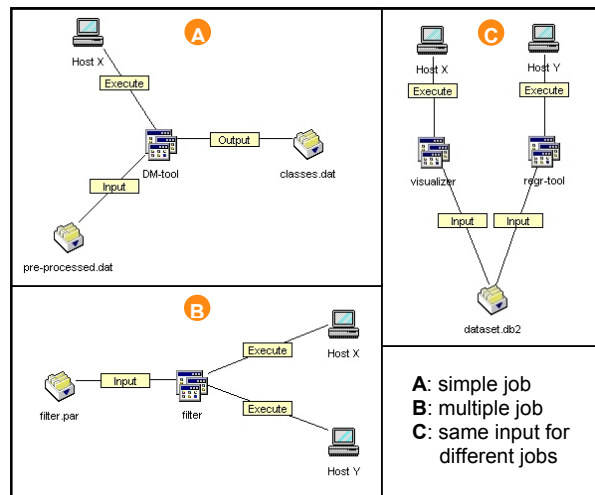 A
Host X
Execute
Output
DM-tool
classes.dat
Input
pre-processed.dat
B
Host X
Execute
Input
filter.par
filter
Execute
Host Y
C
Host X
Host Y
Execute
Execute
visualizer
regr-tool
Input
Input
dataset.db2
A: simple job
B: multiple job
C: same input for
different jobs